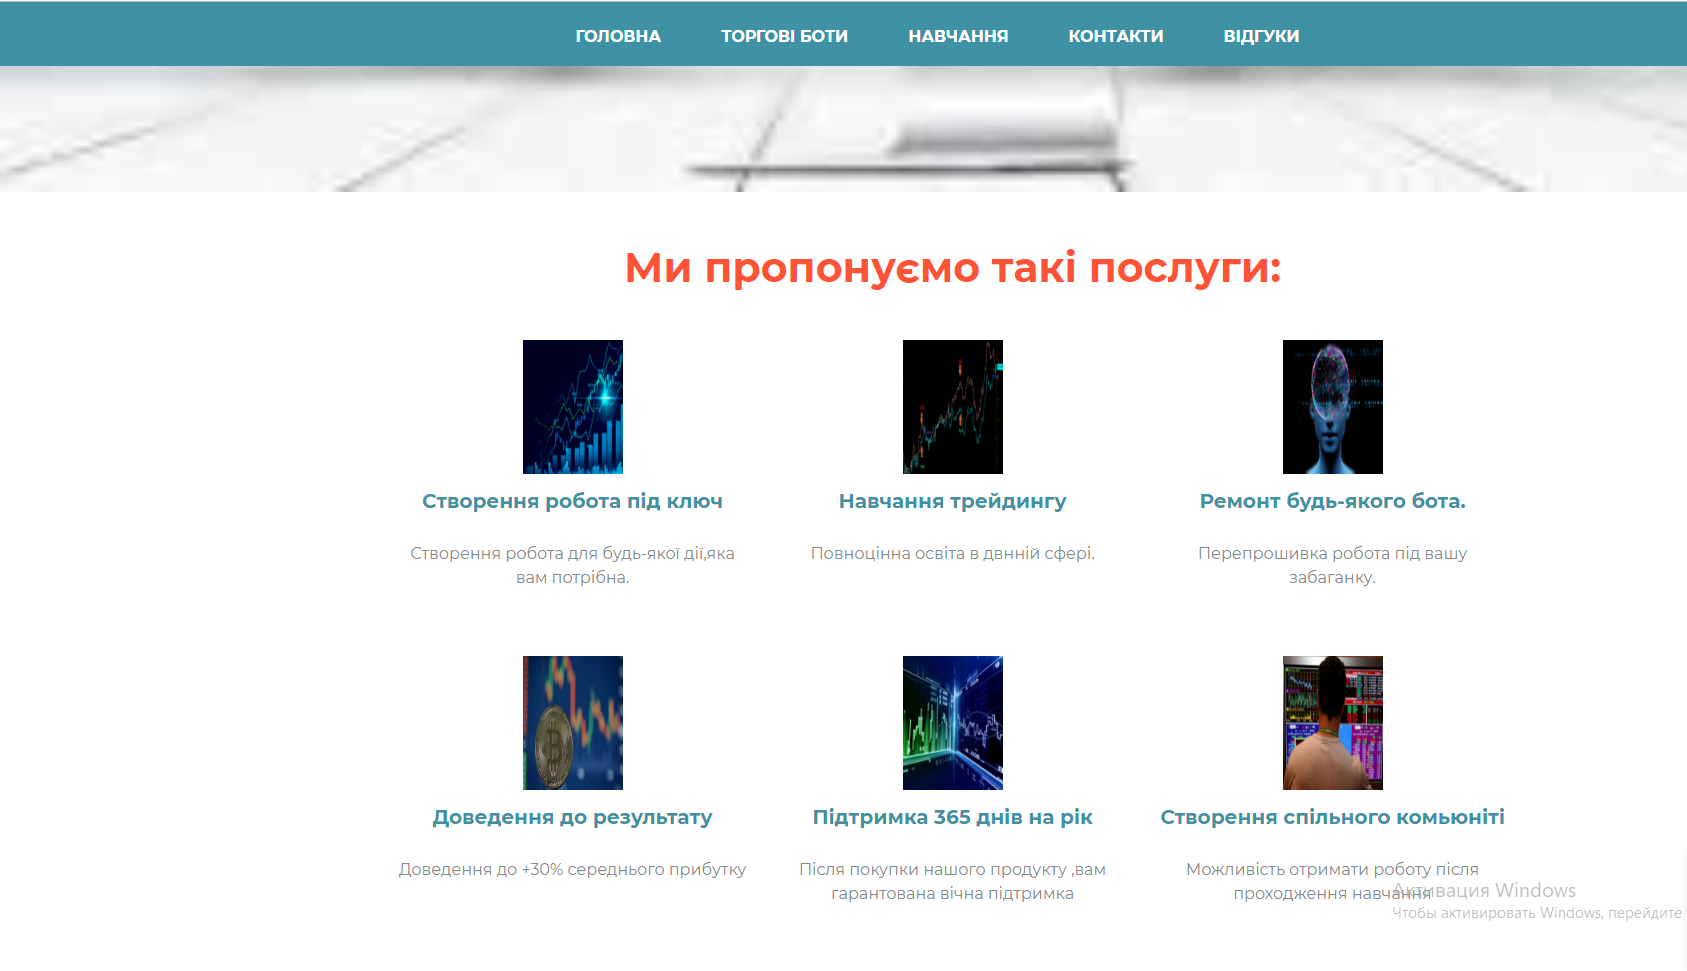 ГОЛОВНА ТОРГОВІ БОТИ НАВЧАННЯ КОНТАКТИ ВІДГУКИ
Ми пропонуємо такі послуги:
Створення робота під ключ
Створення робота для будь-якої дії,яка
вам потрібна.
Навчання трейдингу
Повноцінна освіта в двнній сфері.
Ремонт будь-якого бота.
Перепрошивка робота під вашу
забаганку.
Доведення до результату
Доведення до +30% середнього прибутку
Підтримка 365 днів на рік
Після покупки нашого продукту ,вам
гарантована вічна підтримка
Створення спільного комьюніті
Можливість отримати роботу після
проходження навчання
Активация Windows
Чтобы активировать Windows, перейдите